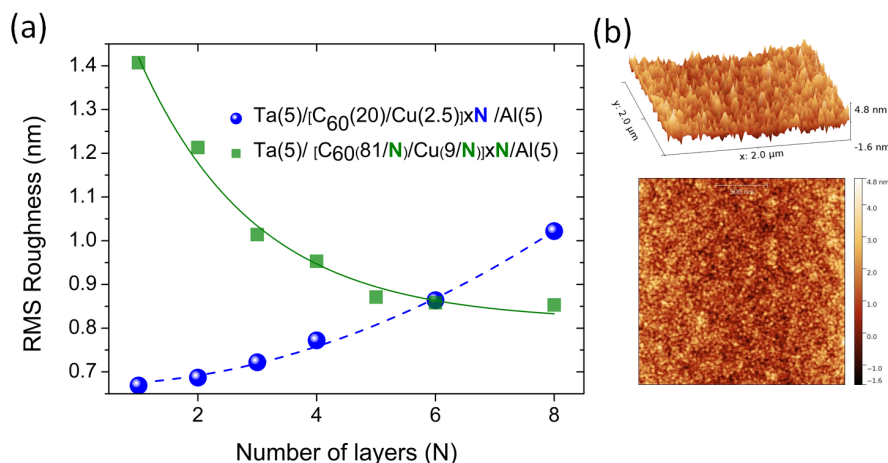 (a)
1.4
1.3
1.2
1.1
1.0
0.9
0.8
0.7
RMS Roughness (nm)
Ta(5)/[C60(20)/Cu(2.5)]xN /Al(5)
Ta(5)/ [C60(81/N)/Cu(9/N)]xN/Al(5)
2
4
6
8
Number of layers (N)
(b)
y: 2.0 µm
x: 2.0 µm
4.8 nm
-1.6 nm
4.8 nm
4.0
3.0
2.0
1.0
0.0
−1.0
−1.6